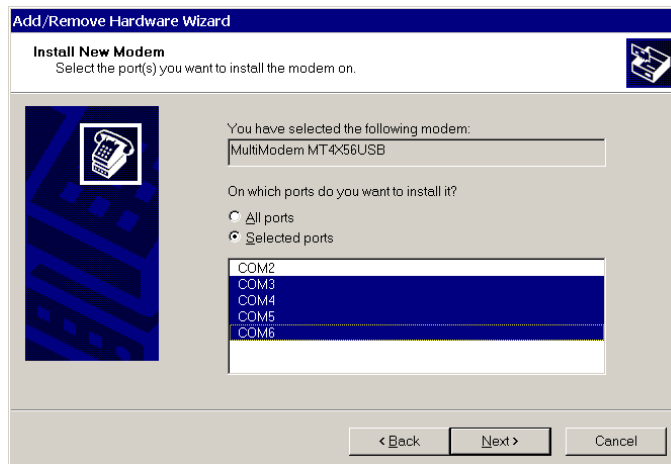 Add/Remove Hardware Wizard
Install New Modem
Select the port(s) you want to install the modem on.
You have selected the following modem:
MultiModem MT4X56USB
On which ports do you want to install it?
All ports
Selected ports
COM2
COM3
COM4
COM5
COM6
< Back
Next >
Cancel